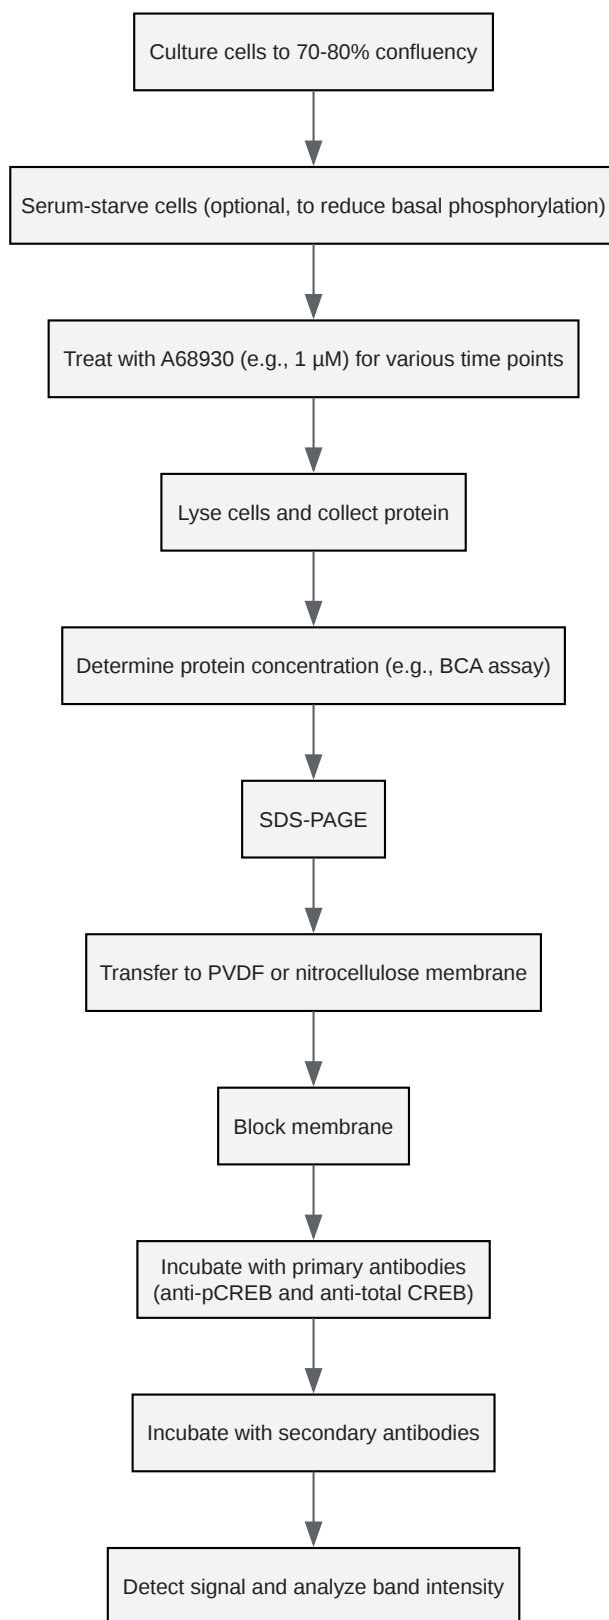 Culture cells to 70-80% confluency
Serum-starve cells (optional, to reduce basal phosphorylation)
Treat with A68930 (e.g., 1 µM) for various time points
Lyse cells and collect protein
Determine protein concentration (e.g., BCA assay)
SDS-PAGE
Transfer to PVDF or nitrocellulose membrane
Block membrane
Incubate with primary antibodies
(anti-pCREB and anti-total CREB)
Incubate with secondary antibodies
Detect signal and analyze band intensity